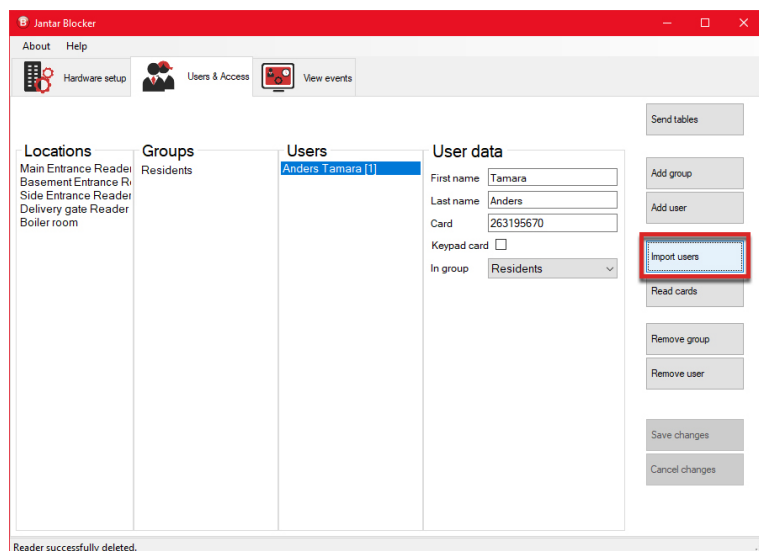 Jantar Blocker
About Help
Hardware setup
Users & Access
View events
Send tables
Locations
Main Entrance Reader
Basement Entrance R
Side Entrance Reader
Delivery gate Reader
Boiler room
Groups
Residents
Users
Anders Tamara [1]
User data
First name Tamara
Last name Anders
Card 263195670
Keypad card
In group Residents
Add group
Add user
Import users
Read cards
Remove group
Remove user
Save changes
Cancel changes
Reader successfully deleted.